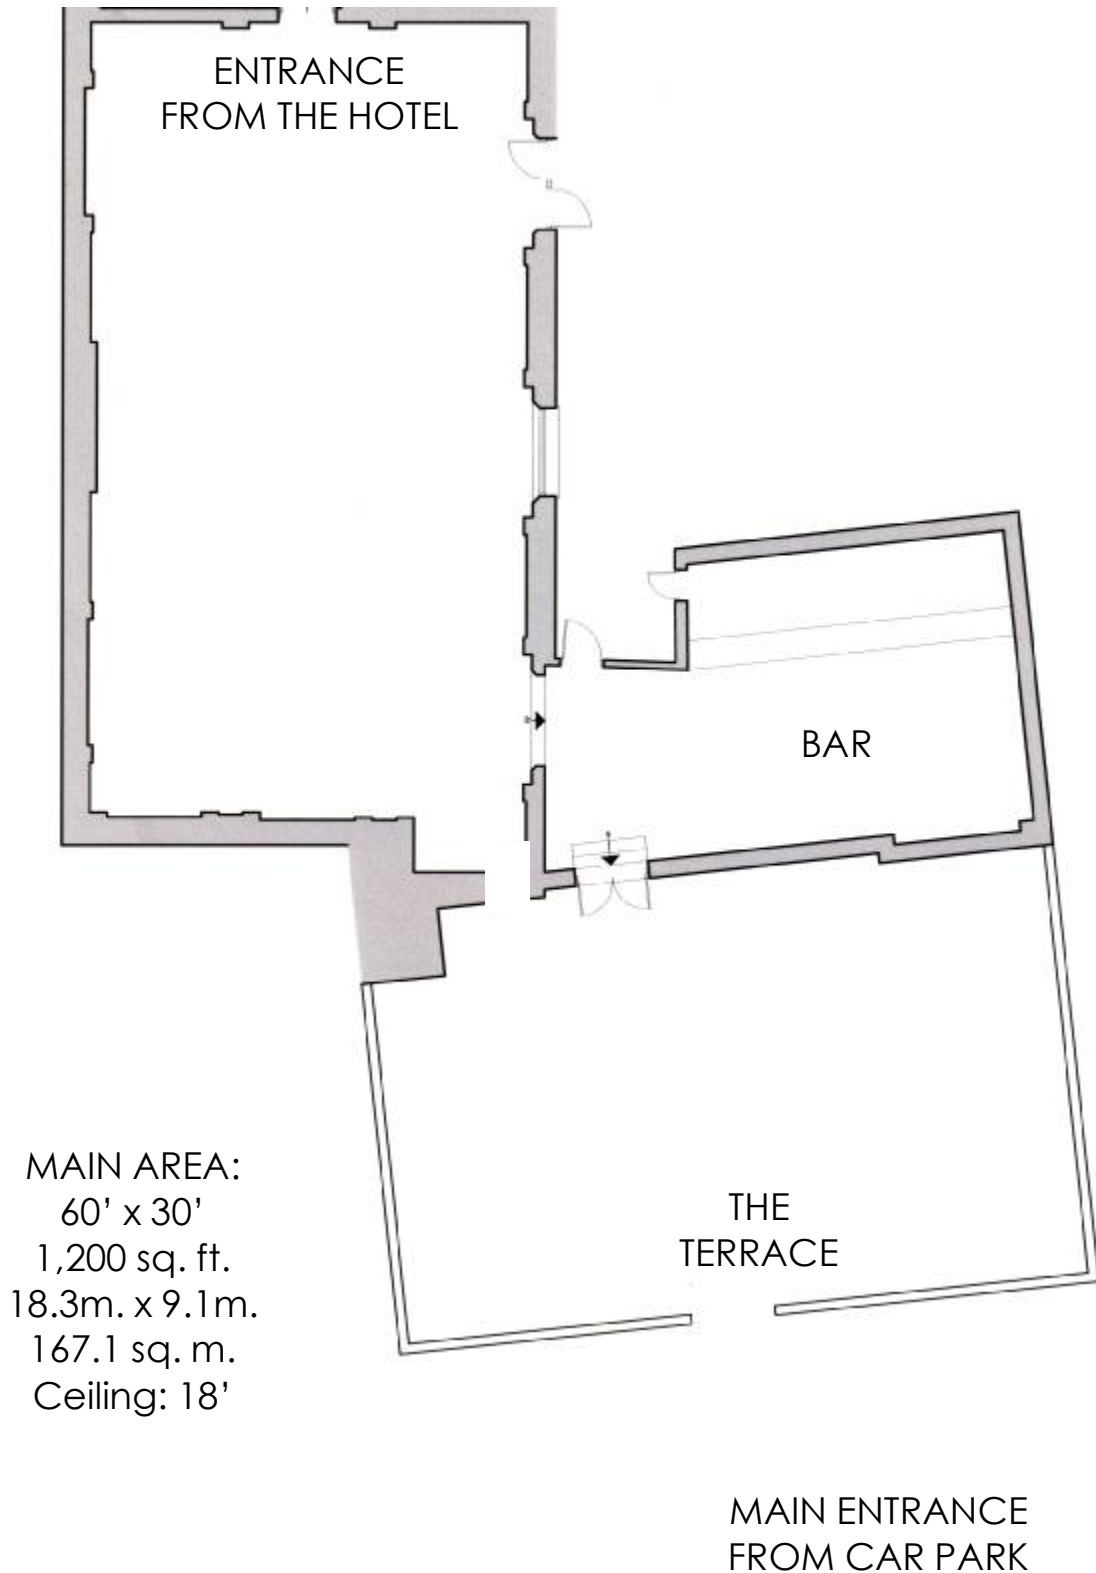 ENTRANCE
FROM THE HOTEL
BAR
MAIN AREA:
60’ x 30’
1,200 sq. ft.
18.3m. x 9.1m.
167.1 sq. m.
Ceiling: 18’
THE
TERRACE
MAIN ENTRANCE
FROM CAR PARK